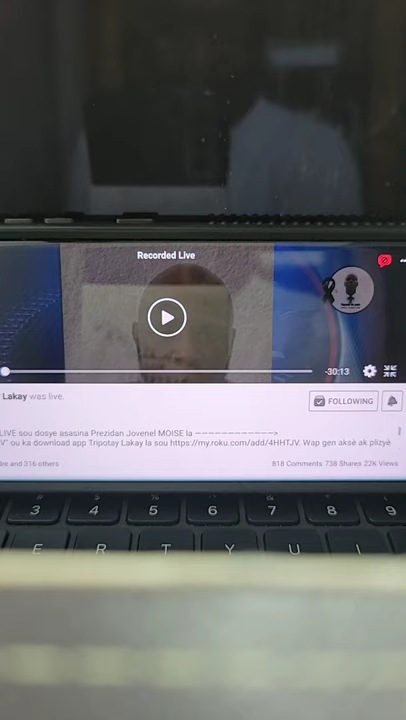 Recorded Live
-30:13
Lakay was live.
FOLLOWING
LIVE sou dosye asasina Prezidan Jovenel MOISE la ———————————>
V" ou ka download app Tripotay Lakay la sou https://my.roku.com/add/4HHTJV. Wap gen aksè ak plizyè
and 316 others
818 Comments 738 Shares 22K Views
3 4 5 6 7 8 9
E R T Y U I